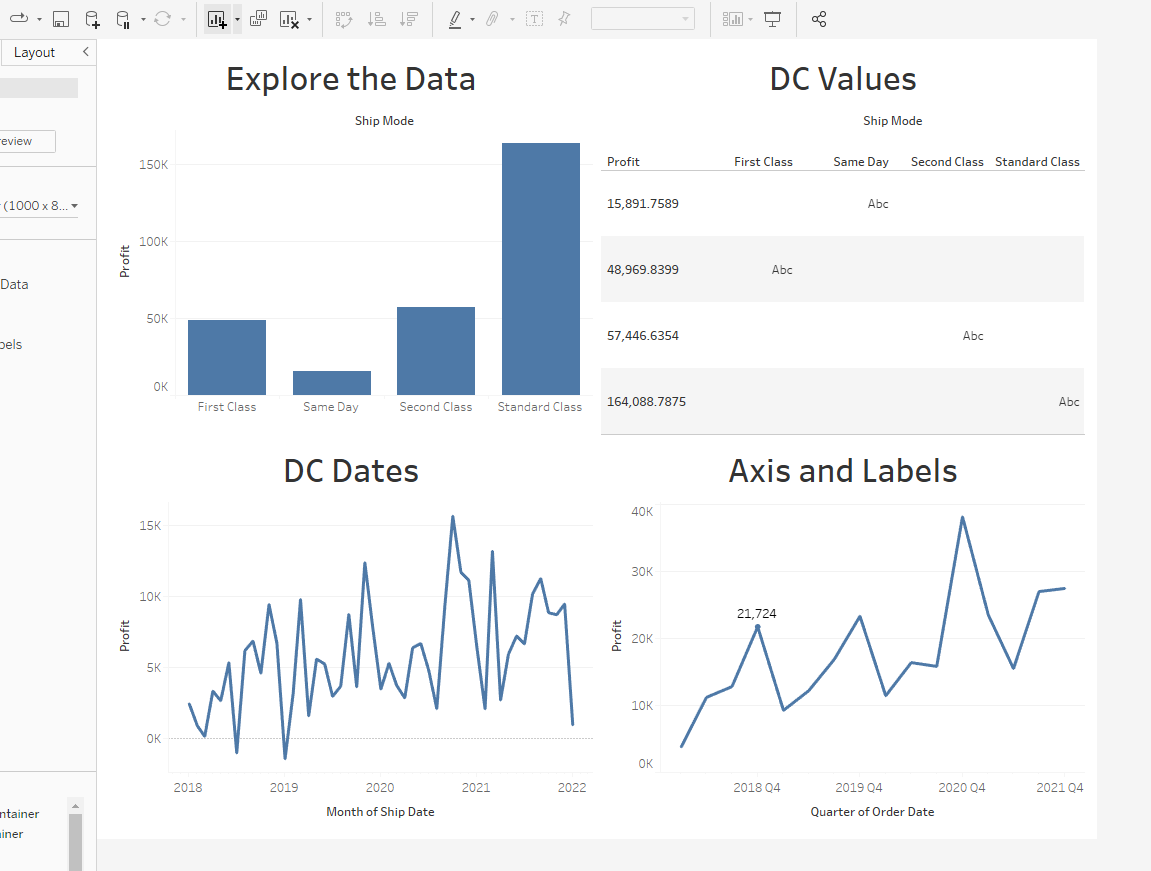 Layout
review
(1000 x 8...
Data
Explore the Data
Ship Mode
Profit
150K
100K
50K
0K
First Class Same Day Second Class Standard Class
DC Values
Ship Mode
Profit First Class Same Day Second Class Standard Class
15,891.7589 Abc
48,969.8399 Abc
57,446.6354 Abc
164,088.7875 Abc
DC Dates
Profit
15K
10K
5K
0K
2018 2019 2020 2021 2022
Month of Ship Date
Axis and Labels
Profit
40K
30K
20K
10K
0K
21,724
2018 Q4 2019 Q4 2020 Q4 2021 Q4
Quarter of Order Date